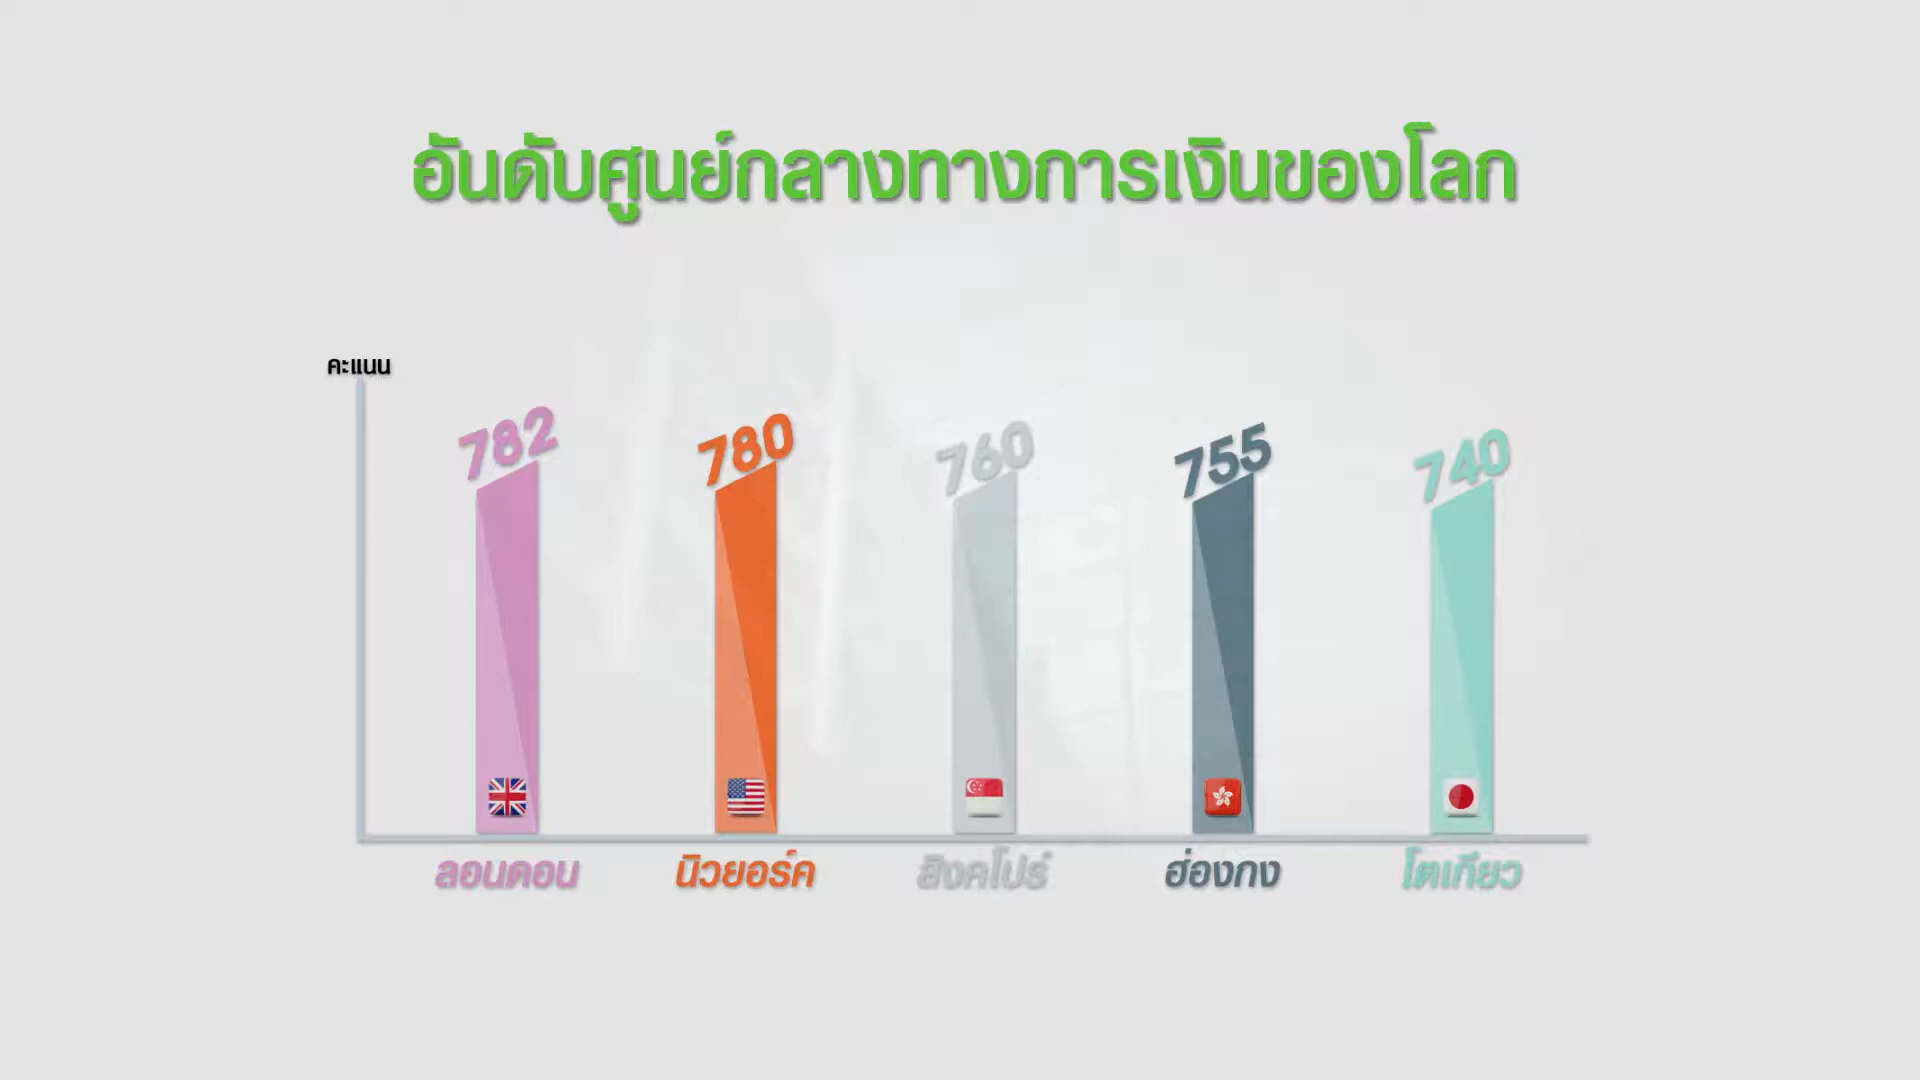 อันดับศูนย์กลางทางการเงินของโลก
คะแนน
782 780 760 755 740
ลอนดอน นิวยอร์ค สิงคโปร์ ฮ่องกง โตเกียว